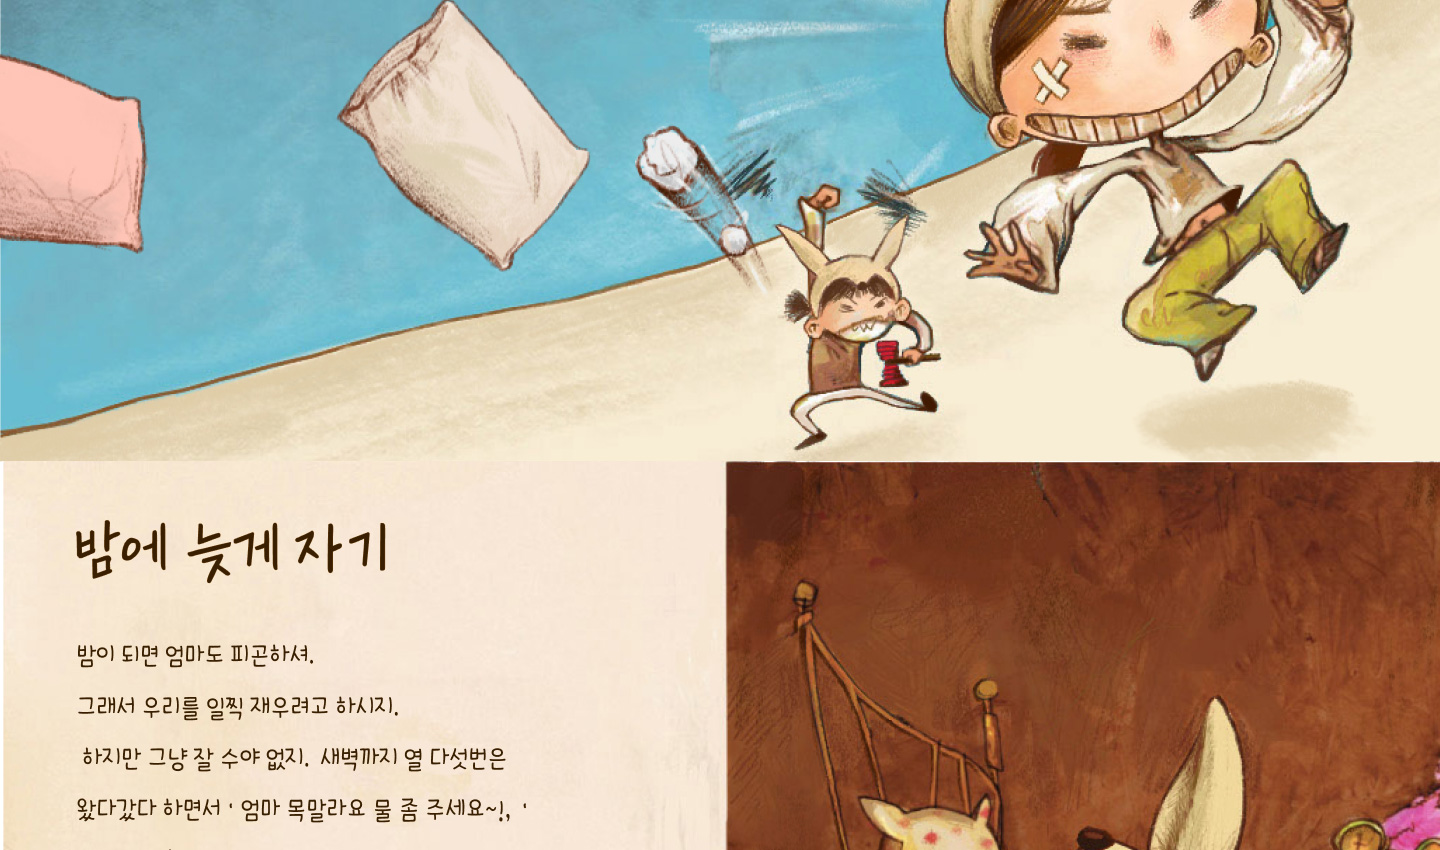 밤에 늦게 자기
밤이 되면 엄마도 피곤하셔.
그래서 우리를 일찍 재우려고 하시지.
하지만 그냥 잘 수야 없지. 새벽까지 열 다섯번은
왔다갔다 하면서 ' 엄마 목말라요 물 좀 주세요~!, '